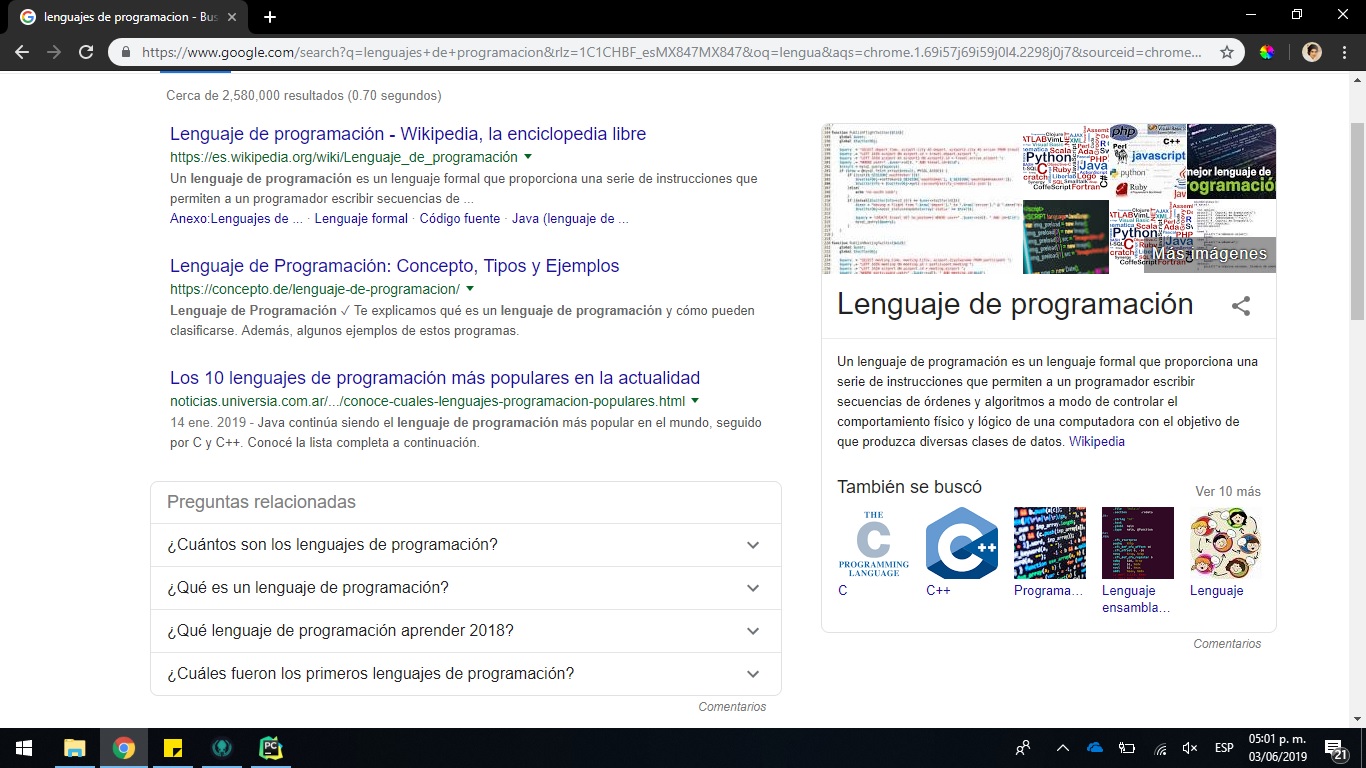 lenguajes de programacion - Bus
https://www.google.com/search?q=lenguajes+de+programacion&rlz=1C1CHBF_esMX847MX847&oq=lengua&aqs=chrome.1.69i57j69i59j0l4.2298j0j7&sourceid=chrome...
Cerca de 2,580,000 resultados (0.70 segundos)
Lenguaje de programación - Wikipedia, la enciclopedia libre
https://es.wikipedia.org/wiki/Lenguaje_de_programación
Un lenguaje de programación es un lenguaje formal que proporciona una serie de instrucciones que
permiten a un programador escribir secuencias de ...
Anexo:Lenguajes de ... · Lenguaje formal · Código fuente · Java (lenguaje de ...
Lenguaje de Programación: Concepto, Tipos y Ejemplos
https://concepto.de/lenguaje-de-programacion/
Lenguaje de Programación ✓ Te explicamos qué es un lenguaje de programación y cómo pueden
clasificarse. Además, algunos ejemplos de estos programas.
Los 10 lenguajes de programación más populares en la actualidad
noticias.universia.com.ar/.../conoce-cuales-lenguajes-programacion-populares.html
14 ene. 2019 - Java continúa siendo el lenguaje de programación más popular en el mundo, seguido
por C y C++. Conocé la lista completa a continuación.
Preguntas relacionadas
¿Cuántos son los lenguajes de programación?
¿Qué es un lenguaje de programación?
¿Qué lenguaje de programación aprender 2018?
¿Cuáles fueron los primeros lenguajes de programación?
Comentarios
php
Perl
C++
javascript
python
Ruby
mejor lenguaje de
Más imágenes
Lenguaje de programación
Un lenguaje de programación es un lenguaje formal que proporciona una
serie de instrucciones que permiten a un programador escribir
secuencias de órdenes y algoritmos a modo de controlar el
comportamiento físico y lógico de una computadora con el objetivo de
que produzca diversas clases de datos. Wikipedia
También se buscó
Ver 10 más
THE
C
PROGRAMMING
LANGUAGE
C++
C
C++
Programa...
Lenguaje
ensambla...
Lenguaje
Comentarios
PC
ESP
05:01 p. m.
03/06/2019
21